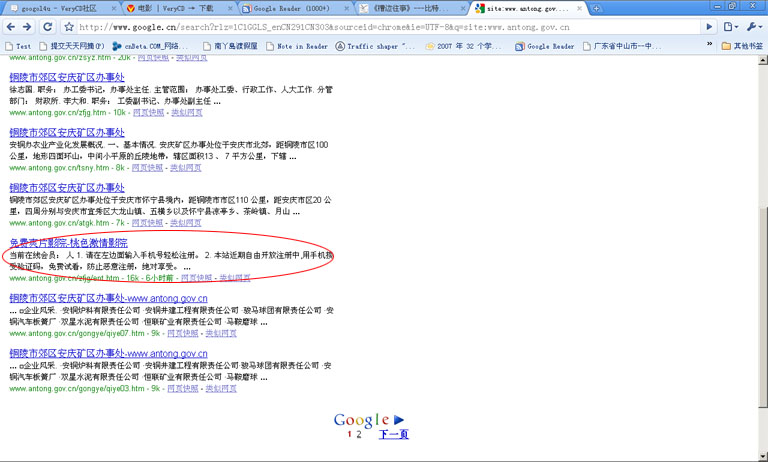 googol4u → VeryCD社区
电影 | VeryCD → 下载
Google Reader (1000+)
《槽边往事》---比特...
site:www.antong.gov....
http://www.google.cn/search?rlz=1C1GGLS_enCN291CN303&sourceid=chrome&ie=UTF-8&q=site:www.antong.gov.cn
Test
提交天天网摘(P)
cnBeta.COM_网络...
南丫島渡假屋
Note in Reader
Traffic shaper "...
2007 年 32 个“...
Google Reader
广东省中山市一中...
其他书签
www.antong.gov.cn/zsyz.htm - 20k - 网页快照 - 类似网页
铜陵市郊区安庆矿区办事处
徐志国. 职务: 办事处工委书记, 办事处主任. 主管范围: 办事处工委、行政工作、人大工作. 分管
部门: 财政所. 李大和. 职务: 工委副书记、办事处副主任 ...
www.antong.gov.cn/zfjg.htm - 10k - 网页快照 - 类似网页
铜陵市郊区安庆矿区办事处
安铜办农业产业化发展概况. 一、基本情况. 安庆矿区办事处位于安庆市北郊，距铜陵市市区100
公里，地形四面环山，中间小平原的丘陵地带，辖区面积13 、 7 平方公里，下辖 ...
www.antong.gov.cn/tsny.htm - 8k - 网页快照 - 类似网页
铜陵市郊区安庆矿区办事处
铜陵市郊区安庆矿区办事处位于安庆市怀宁县境内，距铜陵市市区110 公里，距安庆市区20 公
里，四周分别与安庆市宜秀区大龙山镇、五横乡以及怀宁县凉亭乡、茶岭镇、月山 ...
www.antong.gov.cn/atgk.htm - 7k - 网页快照 - 类似网页
免费夜片影院-桃色激情影院
当前在线会员: 人 1. 请在左边面输入手机号轻松注册。 2. 本站近期自由开放注册中,用手机接
受验证码，免费试看，防止恶意注册，绝对享受。 ...
www.antong.gov.cn/zfjg/ent.htm - 16k - 6小时前 - 网页快照 - 类似网页
铜陵市郊区安庆矿区办事处-www.antong.gov.cn
... 企业风采. ·安铜炉料有限责任公司 ·安铜井建工程有限责任公司 ·骏马球团有限责任公司 ·安
铜汽车板簧厂 ·双星水泥有限责任公司 ·恒联矿业有限责任公司 ·马鞍磨球 ...
www.antong.gov.cn/gongye/qiye07.htm - 9k - 网页快照 - 类似网页
铜陵市郊区安庆矿区办事处-www.antong.gov.cn
... 企业风采. ·安铜炉料有限责任公司 ·安铜井建工程有限责任公司 ·骏马球团有限责任公司 ·安
铜汽车板簧厂 ·双星水泥有限责任公司 ·恒联矿业有限责任公司 ·马鞍磨球 ...
www.antong.gov.cn/gongye/qiye03.htm - 9k - 网页快照 - 类似网页
Google
1 2 下一页